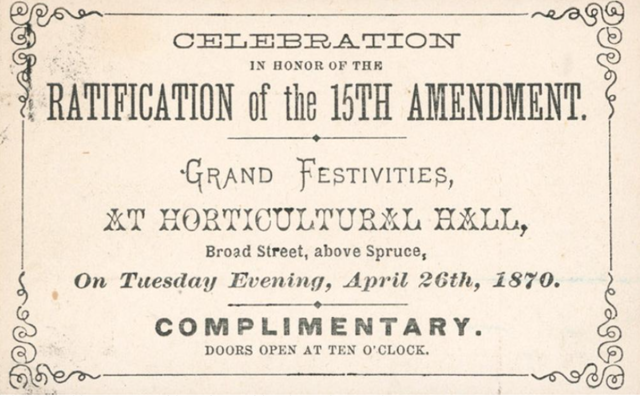 CELEBRATION
IN HONOR OF THE
RATIFICATION of the 15TH AMENDMENT.
GRAND FESTIVITIES,
AT HORTICULTURAL HALL,
Broad Street, above Spruce,
On Tuesday Evening, April 26th, 1870.
COMPLIMENTARY.
DOORS OPEN AT TEN O'CLOCK.